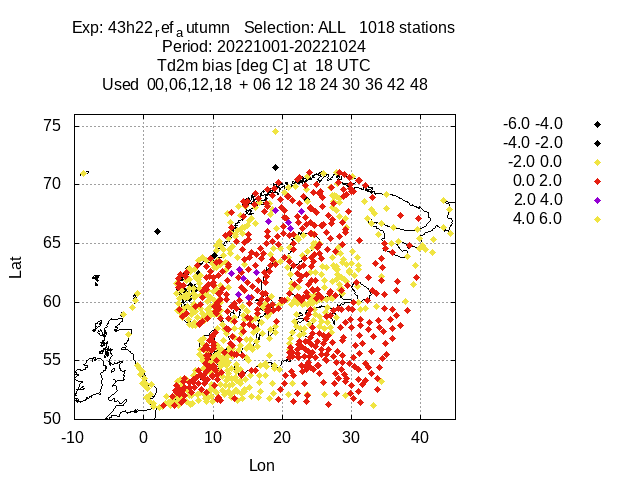 Exp: 43h22_ref_autumn   Selection: ALL   1018 stations
Period: 20221001-20221024
Td2m bias [deg C] at  18 UTC
Used  00,06,12,18  + 06 12 18 24 30 36 42 48
-6.0 -4.0
-4.0 -2.0
-2.0 0.0
0.0 2.0
2.0 4.0
4.0 6.0
75
70
65
60
55
50
Lat
-10 0 10 20 30 40
Lon